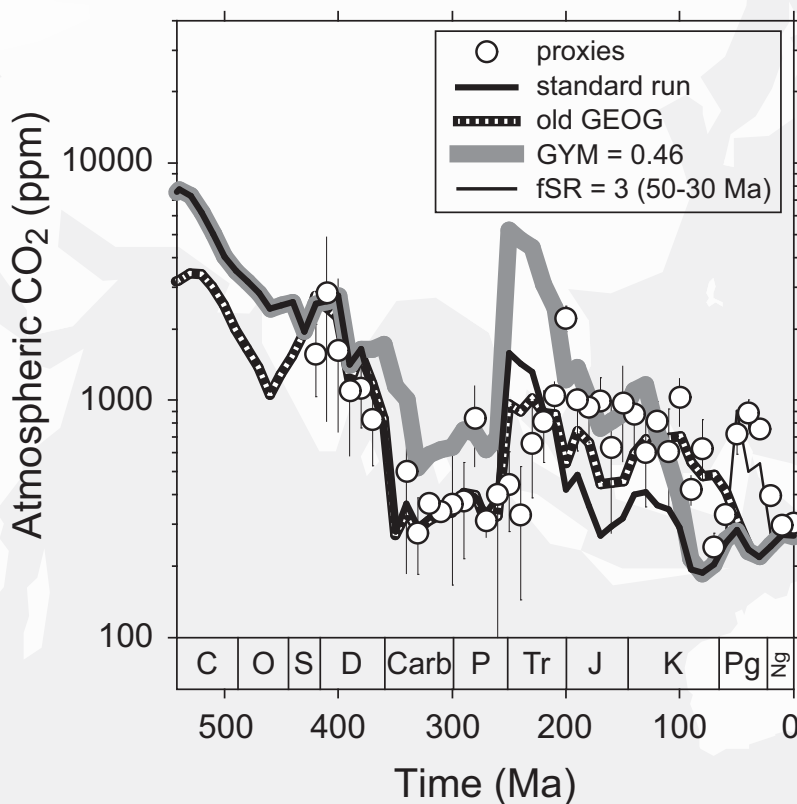 proxies
standard run
old GEOG
GYM = 0.46
fSR = 3 (50-30 Ma)
Atmospheric CO2 (ppm)
10000
1000
100
C O S D Carb P Tr J K Pg Ng
500 400 300 200 100 0
Time (Ma)